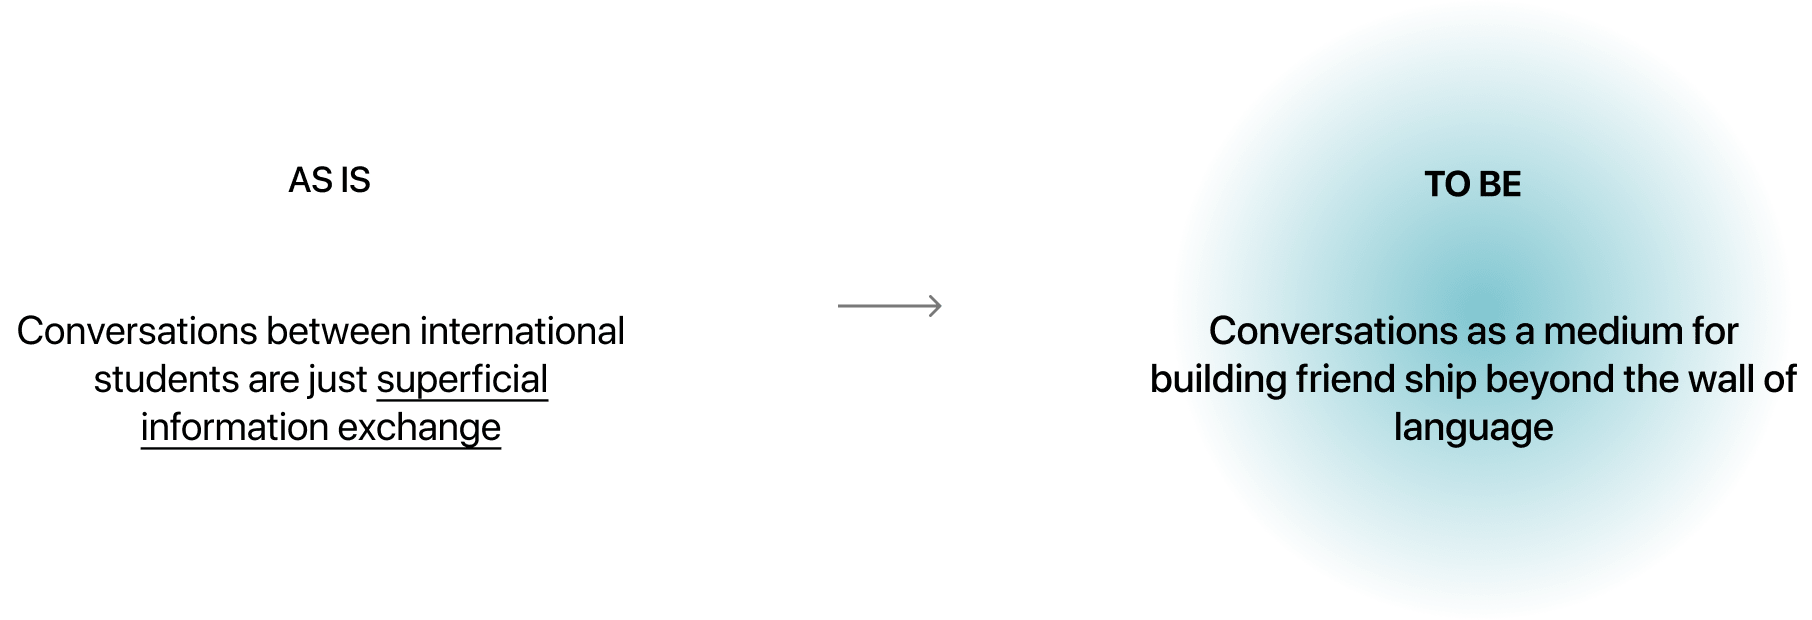 AS IS
Conversations between international
students are just superficial
information exchange
TO BE
Conversations as a medium for
building friend ship beyond the wall of
language